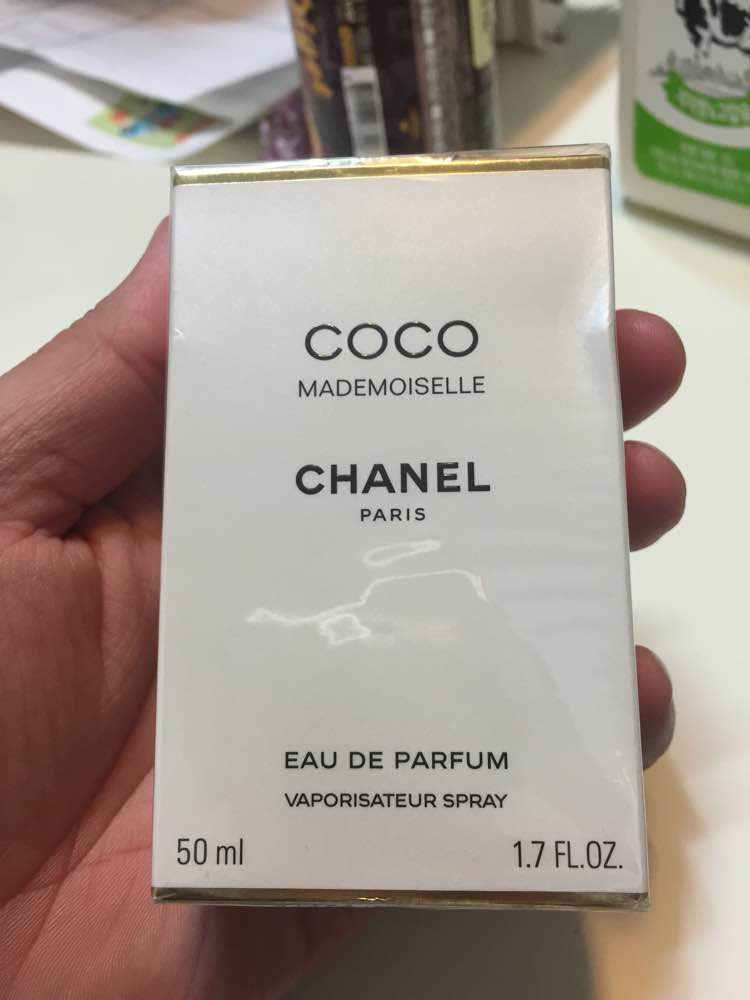 COCO
MADEMOISELLE
CHANEL
PARIS
EAU DE PARFUM
VAPORISATEUR SPRAY
50 ml
1.7 FL.OZ.